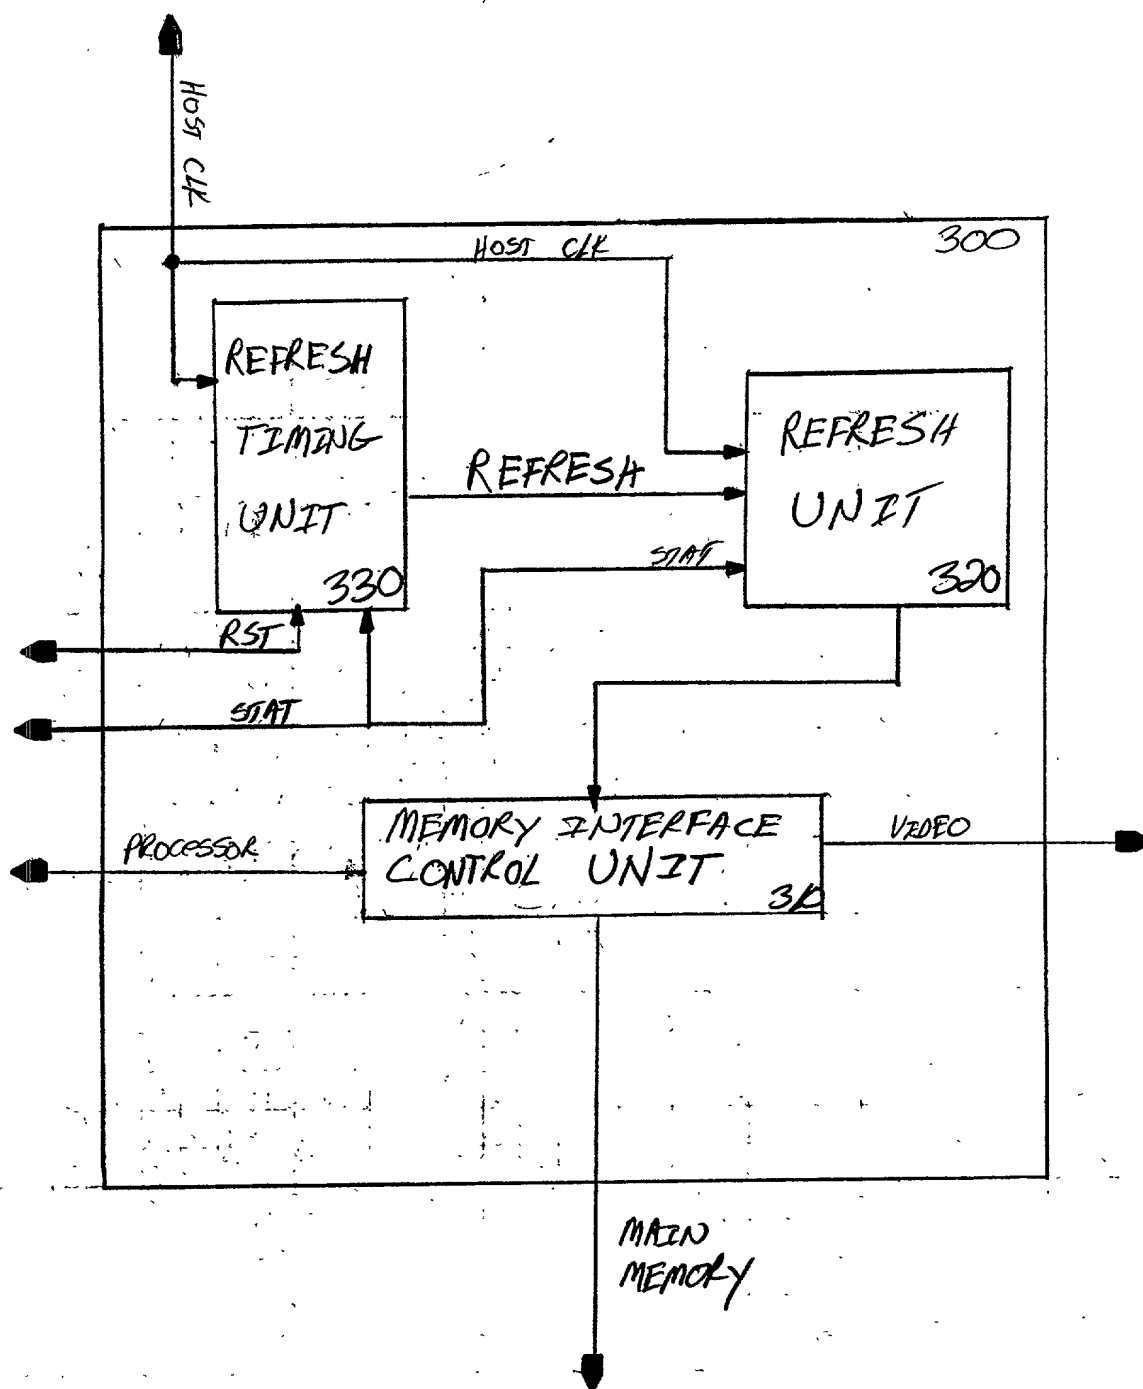 HOST CLK
300
HOST CLK
REFRESH
TIMING
UNIT
330
REFRESH
REFRESH
UNIT
320
STAT
RST
STAT
MEMORY INTERFACE
CONTROL UNIT
310
PROCESSOR
VIDEO
MAIN
MEMORY